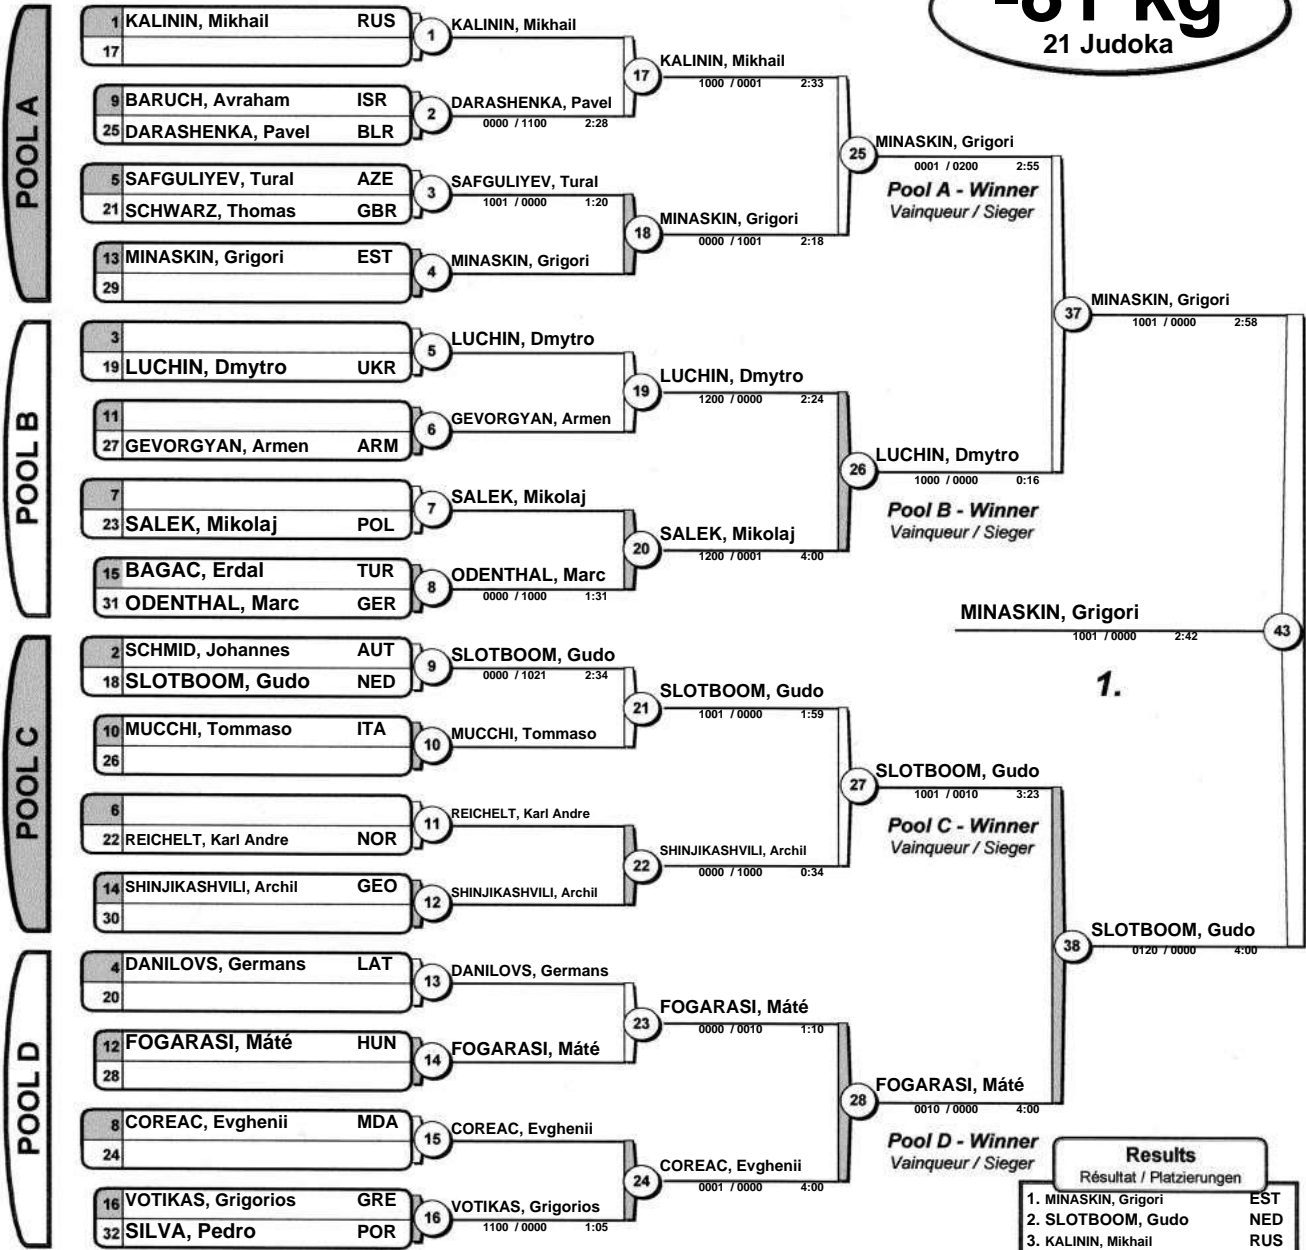 -81 kg
21 Judoka
POOL A
1 KALININ, Mikhail RUS
17
9 BARUCH, Avraham ISR
25 DARASHENKA, Pavel BLR
5 SAFGULIYEV, Tural AZE
21 SCHWARZ, Thomas GBR
13 MINASKIN, Grigori EST
29
1 KALININ, Mikhail
2 DARASHENKA, Pavel
0000 / 1100 2:28
3 SAFGULIYEV, Tural
1001 / 0000 1:20
4 MINASKIN, Grigori
17 KALININ, Mikhail
1000 / 0001 2:33
18 MINASKIN, Grigori
0000 / 1001 2:18
25 MINASKIN, Grigori
0001 / 0200 2:55
Pool A - Winner
Vainqueur / Sieger
POOL B
3
19 LUCHIN, Dmytro UKR
11
27 GEVORGYAN, Armen ARM
7
23 SALEK, Mikolaj POL
15 BAGAC, Erdal TUR
31 ODENTHAL, Marc GER
5 LUCHIN, Dmytro
6 GEVORGYAN, Armen
7 SALEK, Mikolaj
8 ODENTHAL, Marc
0000 / 1000 1:31
19 LUCHIN, Dmytro
1200 / 0000 2:24
20 SALEK, Mikolaj
1200 / 0001 4:00
26 LUCHIN, Dmytro
1000 / 0000 0:16
Pool B - Winner
Vainqueur / Sieger
37 MINASKIN, Grigori
1001 / 0000 2:58
MINASKIN, Grigori 43
1001 / 0000 2:42
1.
POOL C
2 SCHMID, Johannes AUT
18 SLOTBOOM, Gudo NED
10 MUCCHI, Tommaso ITA
26
6
22 REICHELT, Karl Andre NOR
14 SHINJIKASHVILI, Archil GEO
30
9 SLOTBOOM, Gudo
0000 / 1021 2:34
10 MUCCHI, Tommaso
11 REICHELT, Karl Andre
12 SHINJIKASHVILI, Archil
21 SLOTBOOM, Gudo
1001 / 0000 1:59
22 SHINJIKASHVILI, Archil
0000 / 1000 0:34
27 SLOTBOOM, Gudo
1001 / 0010 3:23
Pool C - Winner
Vainqueur / Sieger
POOL D
4 DANILOVS, Germans LAT
20
12 FOGARASI, Máté HUN
28
8 COREAC, Evghenii MDA
24
16 VOTIKAS, Grigorios GRE
32 SILVA, Pedro POR
13 DANILOVS, Germans
14 FOGARASI, Máté
15 COREAC, Evghenii
16 VOTIKAS, Grigorios
1100 / 0000 1:05
23 FOGARASI, Máté
0000 / 0010 1:10
24 COREAC, Evghenii
0001 / 0000 4:00
28 FOGARASI, Máté
0010 / 0000 4:00
Pool D - Winner
Vainqueur / Sieger
38 SLOTBOOM, Gudo
0120 / 0000 4:00
Results
Résultat / Platzierungen
1. MINASKIN, Grigori EST
2. SLOTBOOM, Gudo NED
3. KALININ, Mikhail RUS